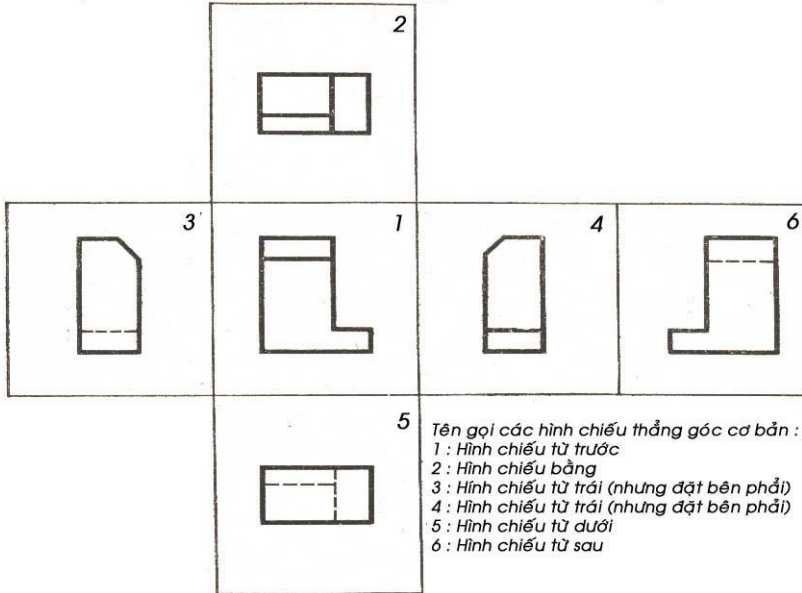 2
3
1
4
6
5
Tên gọi các hình chiếu thẳng góc cơ bản :
1 : Hình chiếu từ trước
2 : Hình chiếu bằng
3 : Hình chiếu từ trái (nhưng đặt bên phải)
4 : Hình chiếu từ trái (nhưng đặt bên phải)
5 : Hình chiếu từ dưới
6 : Hình chiếu từ sau